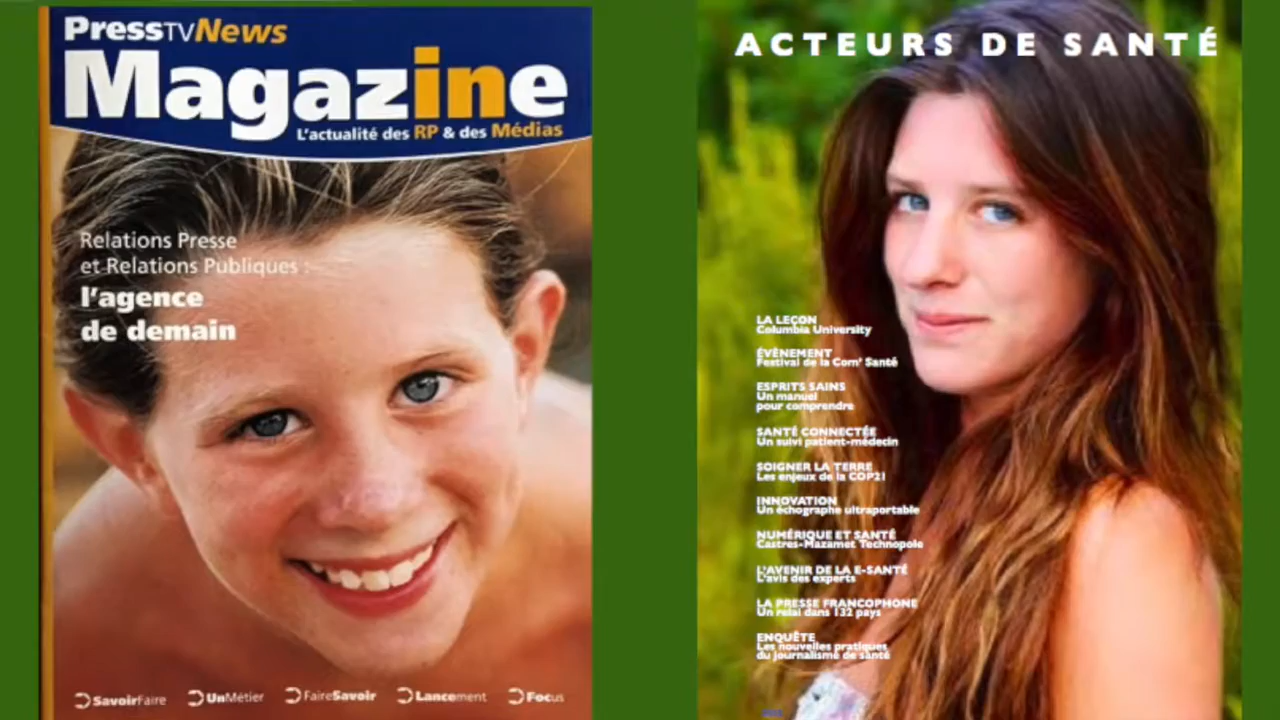 PressTVNews
Magazine
L'actualité des RP & des Médias
Relations Presse
et Relations Publiques :
l'agence
de demain
SavoirFaire UnMétier FaireSavoir Lancement Focus
ACTEURS DE SANTÉ
LA LEÇON
Columbia University
ÉVÈNEMENT
Festival de la Com' Santé
ESPRITS SAINS
Un manuel
pour comprendre
SANTÉ CONNECTÉE
Un suivi patient-médecin
SOIGNER LA TERRE
Les enjeux de la COP21
INNOVATION
Un échographe ultraportable
NUMÉRIQUE ET SANTÉ
Castres-Mazamet Technopole
L'AVENIR DE LA E-SANTÉ
L'avis des experts
LA PRESSE FRANCOPHONE
Un relai dans 132 pays
ENQUÊTE
Les nouvelles pratiques
du journalisme de santé